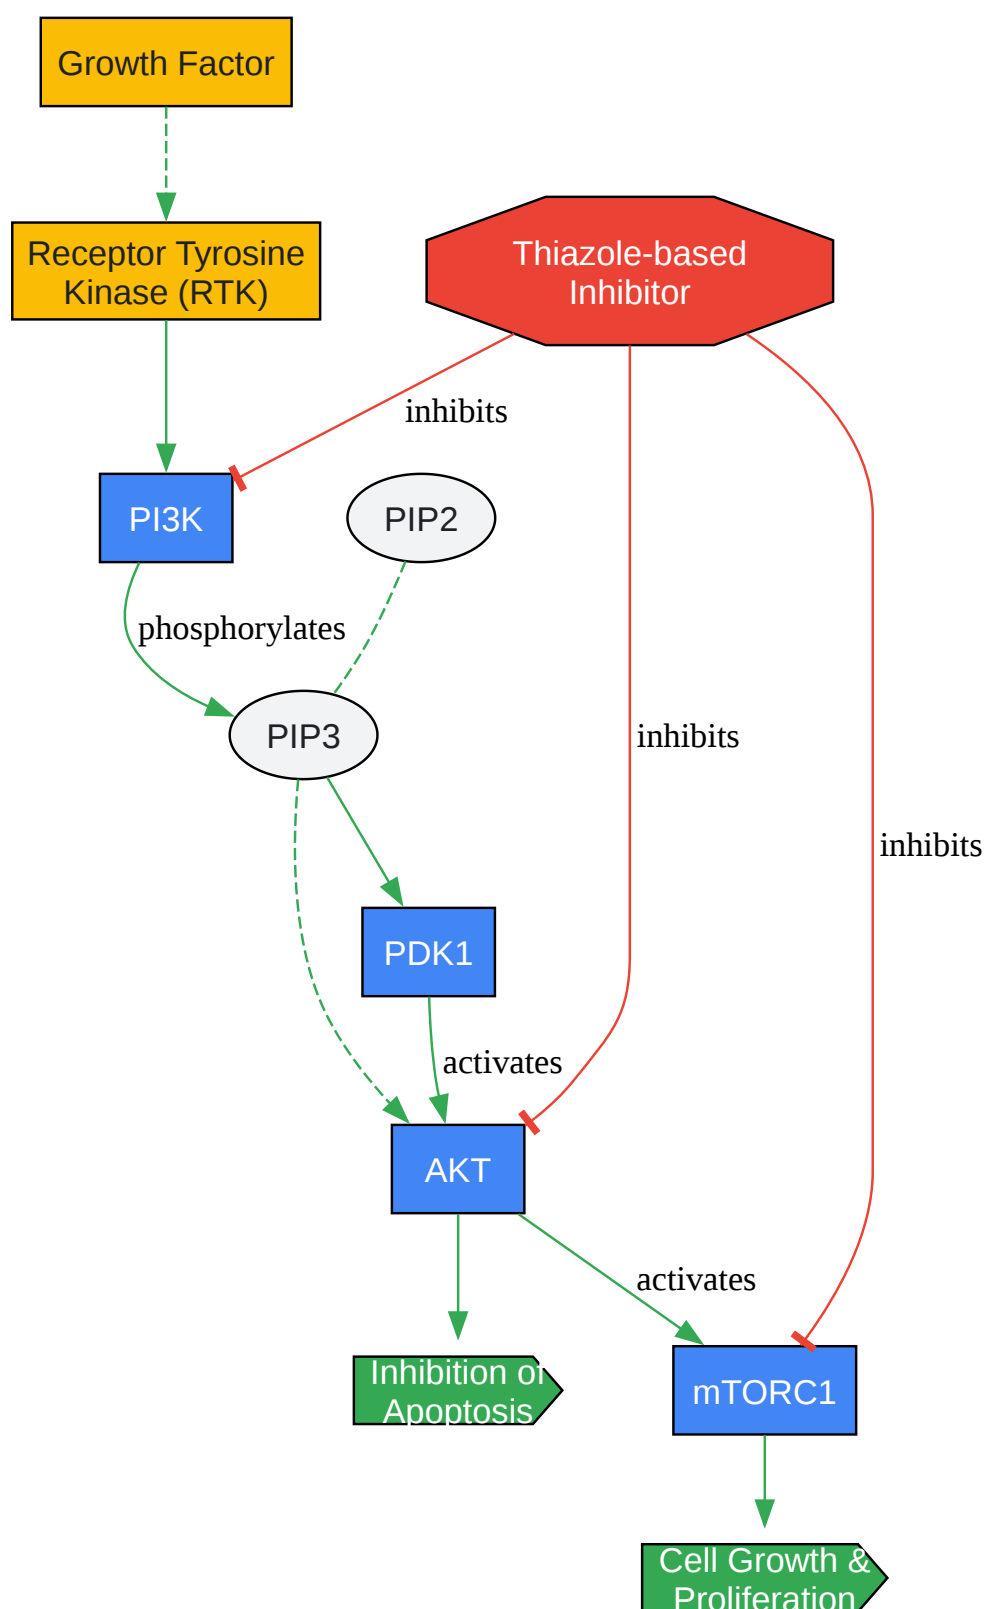 Growth Factor
Receptor Tyrosine
Kinase (RTK)
Thiazole-based
Inhibitor
inhibits
PI3K
PIP2
phosphorylates
PIP3
inhibits
inhibits
PDK1
activates
AKT
activates
Inhibition of
Apoptosis
mTORC1
Cell Growth &
Proliferation